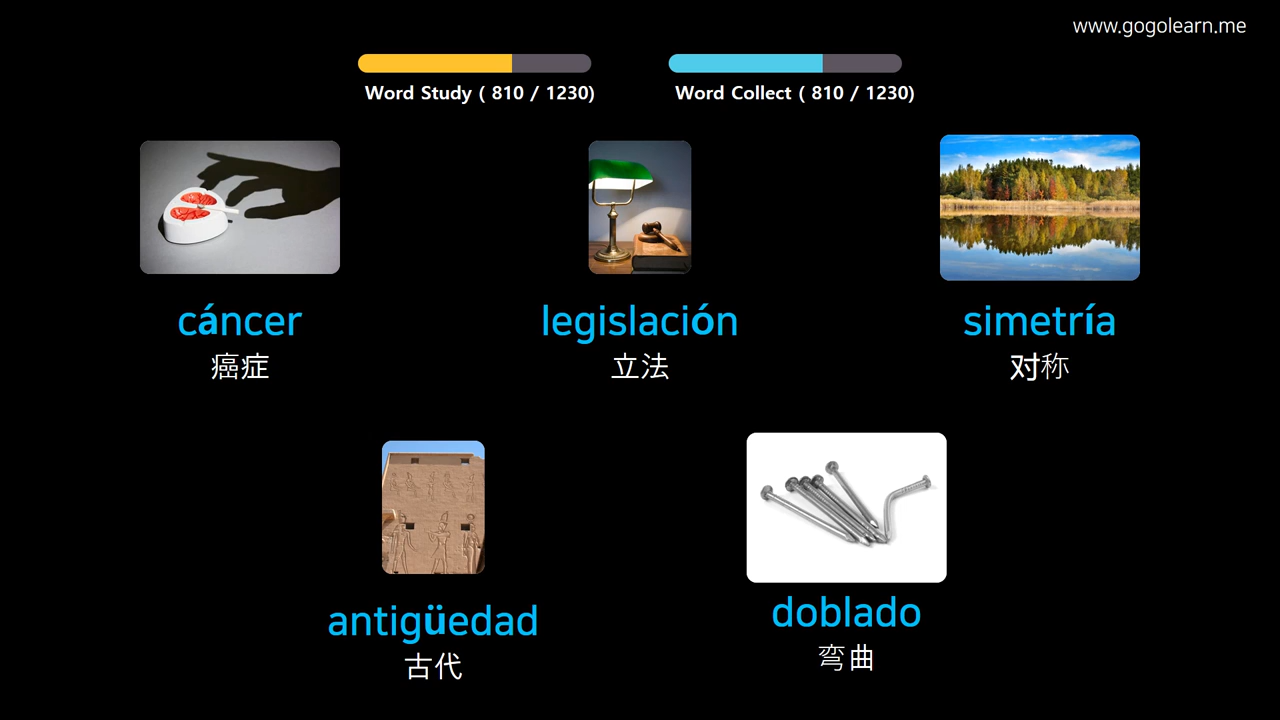 www.gogolearn.me
Word Study ( 810 / 1230)
Word Collect ( 810 / 1230)
cáncer
癌症
legislación
立法
simetría
对称
antigüedad
古代
doblado
弯曲